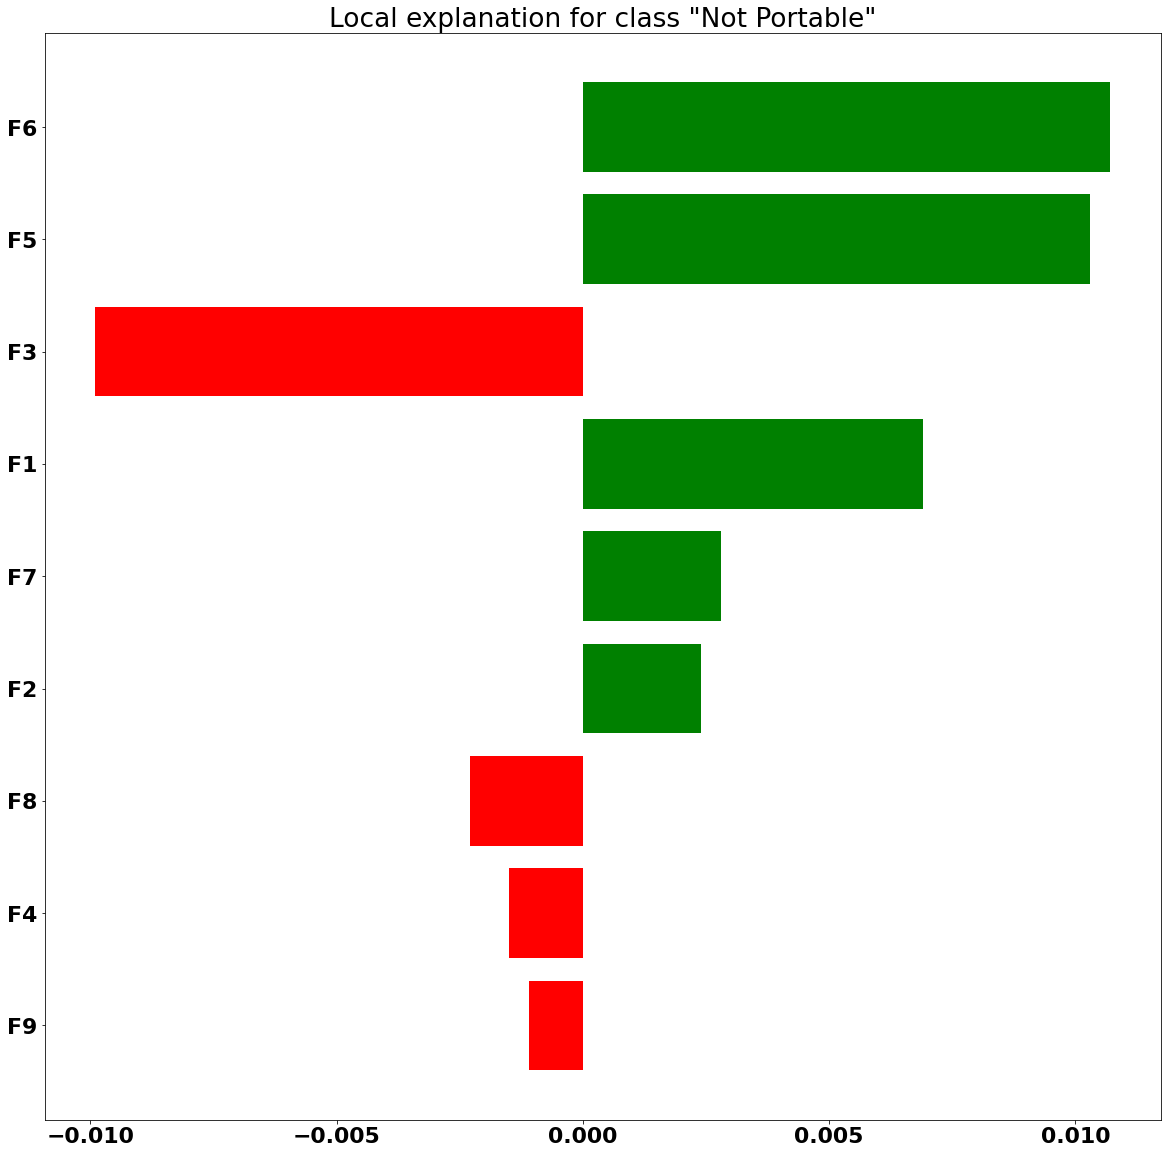 Local explanation for class "Not Portable"
F6
F5
F3
F1
F7
F2
F8
F4
F9
−0.010 −0.005 0.000 0.005 0.010